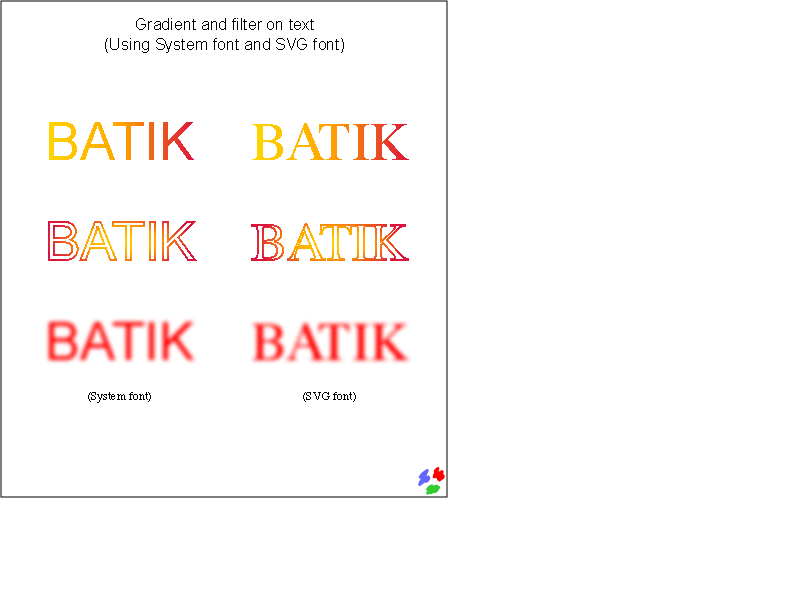 Gradient and filter on text
(Using System font and SVG font)
BATIK BATIK
BATIK BATIK
BATIK BATIK
(System font) (SVG font)